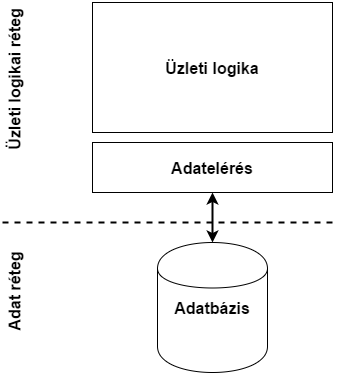 Üzleti logikai réteg
Üzleti logika
Adatelérés
Adat réteg
Adatbázis